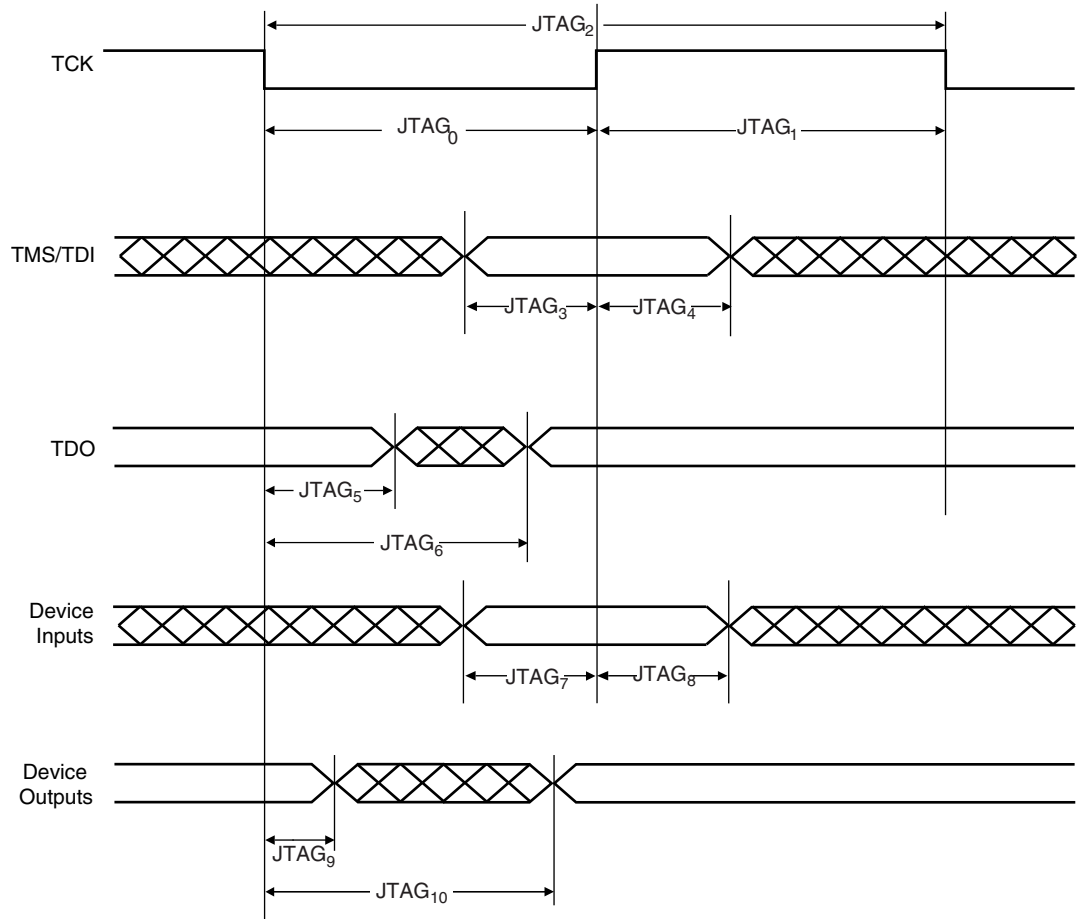 JTAG₂
TCK
JTAG₀
JTAG₁
TMS/TDI
JTAG₃
JTAG₄
TDO
JTAG₅
JTAG₆
Device
Inputs
JTAG₇
JTAG₈
Device
Outputs
JTAG₉
JTAG₁₀